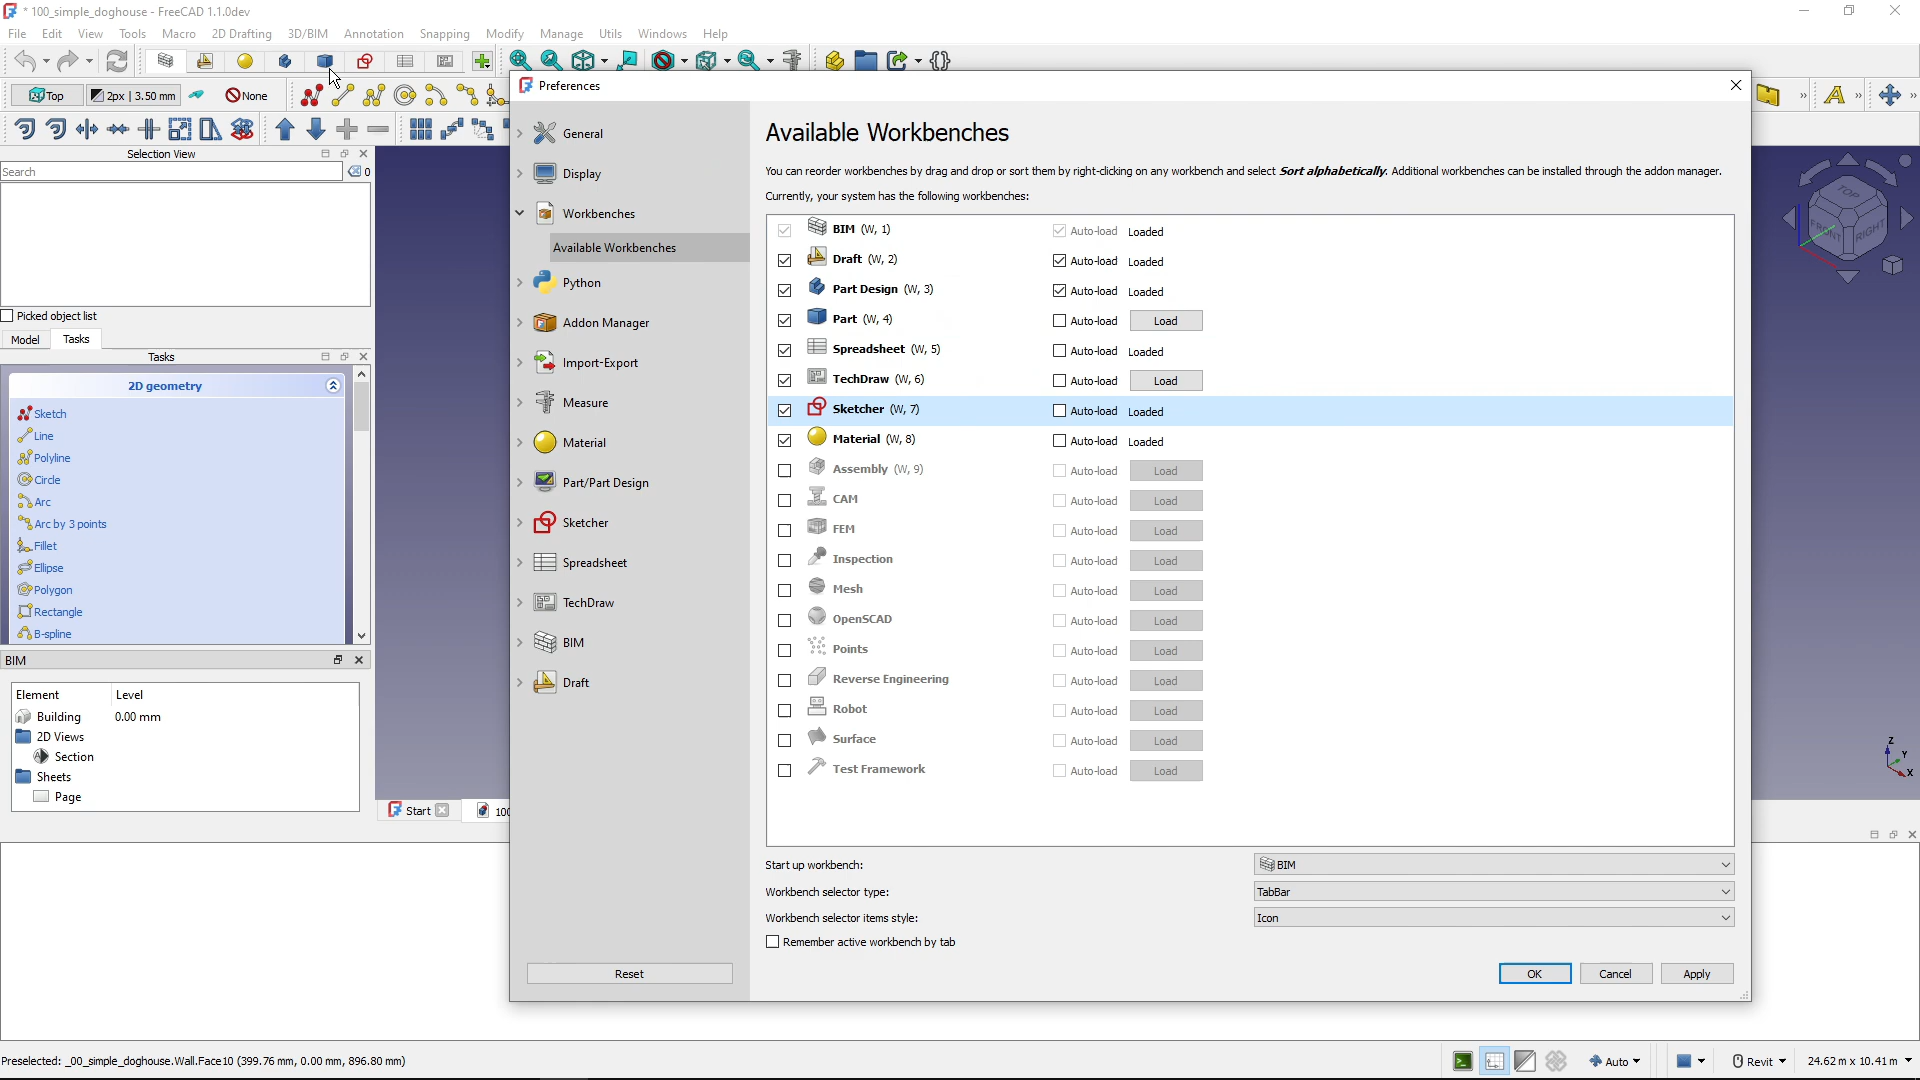 * 100_simple_doghouse - FreeCAD 1.1.0dev
File Edit View Tools Macro 2D Drafting 3D/BIM Annotation Snapping Modify Manage Utils Windows Help
Top 2px | 3.50 mm None
Selection View
Search
0
Picked object list
Model Tasks
Tasks
2D geometry
Sketch
Line
Polyline
Circle
Arc
Arc by 3 points
Fillet
Ellipse
Polygon
Rectangle
B-spline
BIM
Element Level
Building 0.00 mm
2D Views
Section
Sheets
Page
Start
100
Preferences
General
Display
Workbenches
Available Workbenches
Python
Addon Manager
Import-Export
Measure
Material
Part/Part Design
Sketcher
Spreadsheet
TechDraw
BIM
Draft
Reset
Available Workbenches
You can reorder workbenches by drag and drop or sort them by right-clicking on any workbench and select Sort alphabetically. Additional workbenches can be installed through the addon manager.
Currently, your system has the following workbenches:
BIM (W, 1) Auto-load Loaded
Draft (W, 2) Auto-load Loaded
Part Design (W, 3) Auto-load Loaded
Part (W, 4) Auto-load Load
Spreadsheet (W, 5) Auto-load Loaded
TechDraw (W, 6) Auto-load Load
Sketcher (W, 7) Auto-load Loaded
Material (W, 8) Auto-load Loaded
Assembly (W, 9) Auto-load Load
CAM Auto-load Load
FEM Auto-load Load
Inspection Auto-load Load
Mesh Auto-load Load
OpenSCAD Auto-load Load
Points Auto-load Load
Reverse Engineering Auto-load Load
Robot Auto-load Load
Surface Auto-load Load
Test Framework Auto-load Load
Start up workbench: BIM
Workbench selector type: TabBar
Workbench selector items style: Icon
Remember active workbench by tab
OK Cancel Apply
TOP
FRONT RIGHT
Z
Y
X
Preselected: _00_simple_doghouse.Wall.Face10 (399.76 mm, 0.00 mm, 896.80 mm)
Auto Revit 24.62 m x 10.41 m